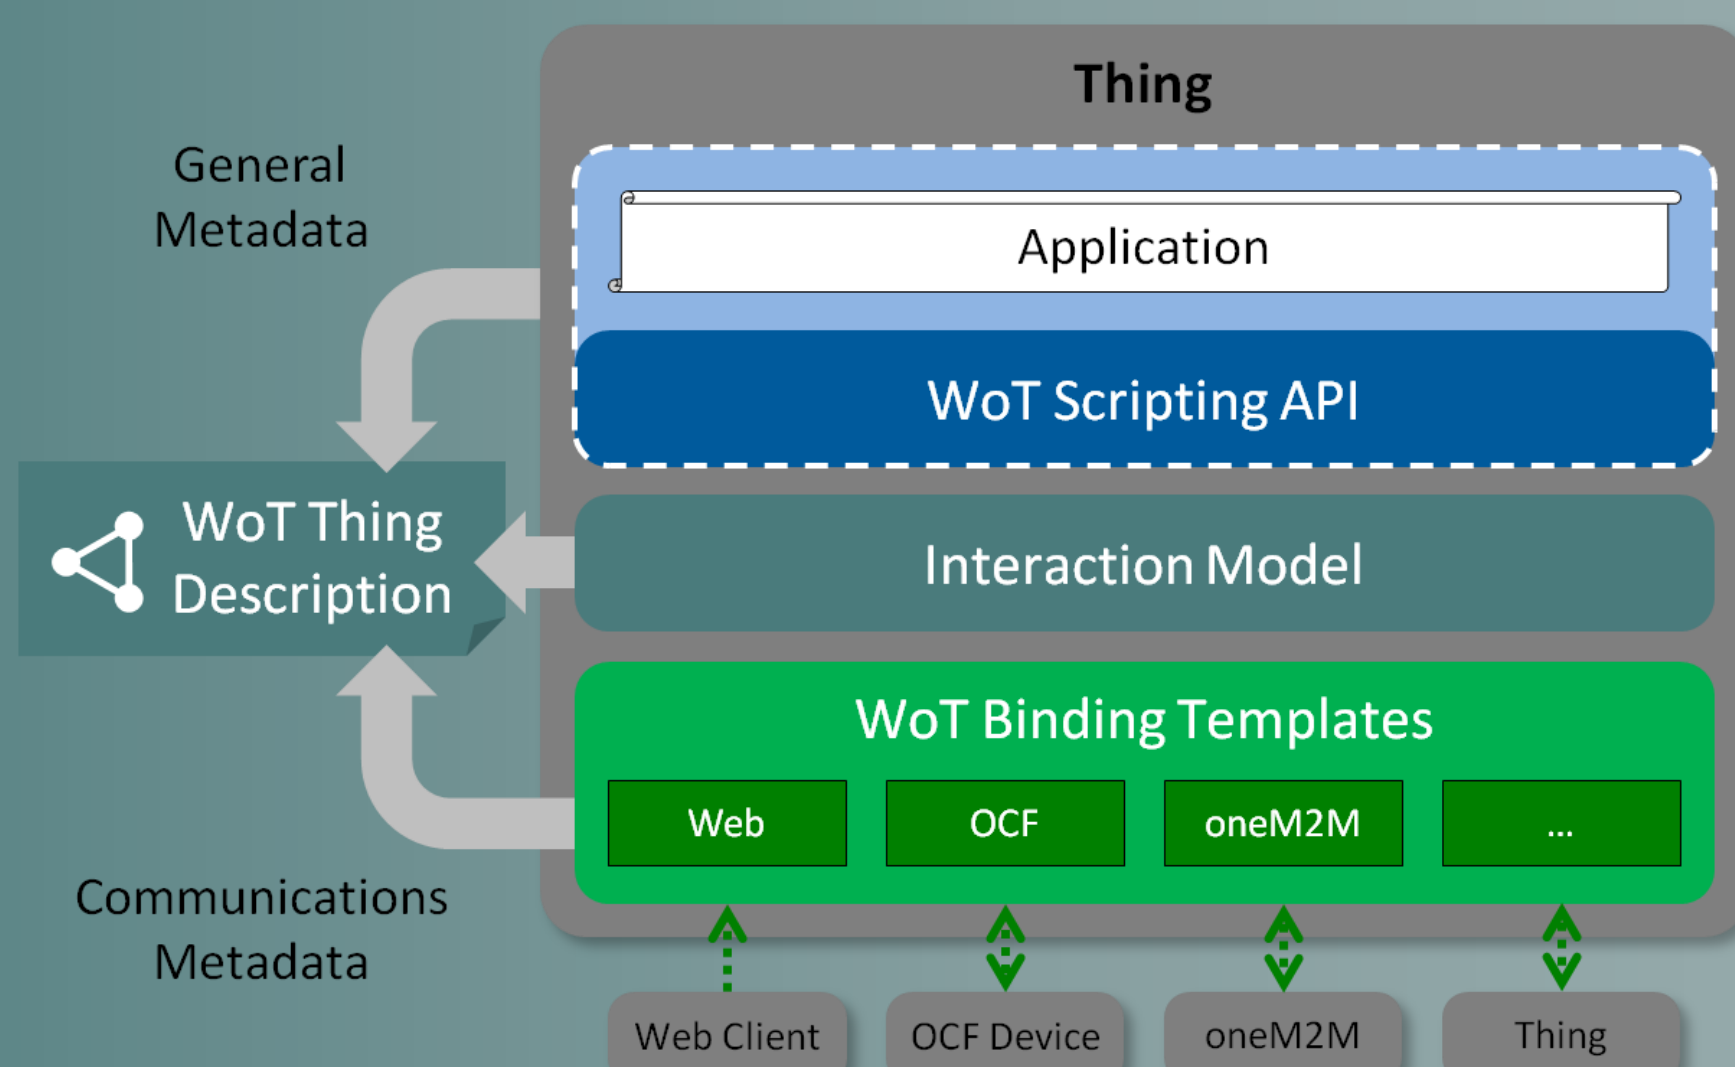 Thing
General
Metadata
Application
WoT Scripting API
WoT Thing
Description
Interaction Model
WoT Binding Templates
Web
OCF
oneM2M
...
Communications
Metadata
Web Client
OCF Device
oneM2M
Thing